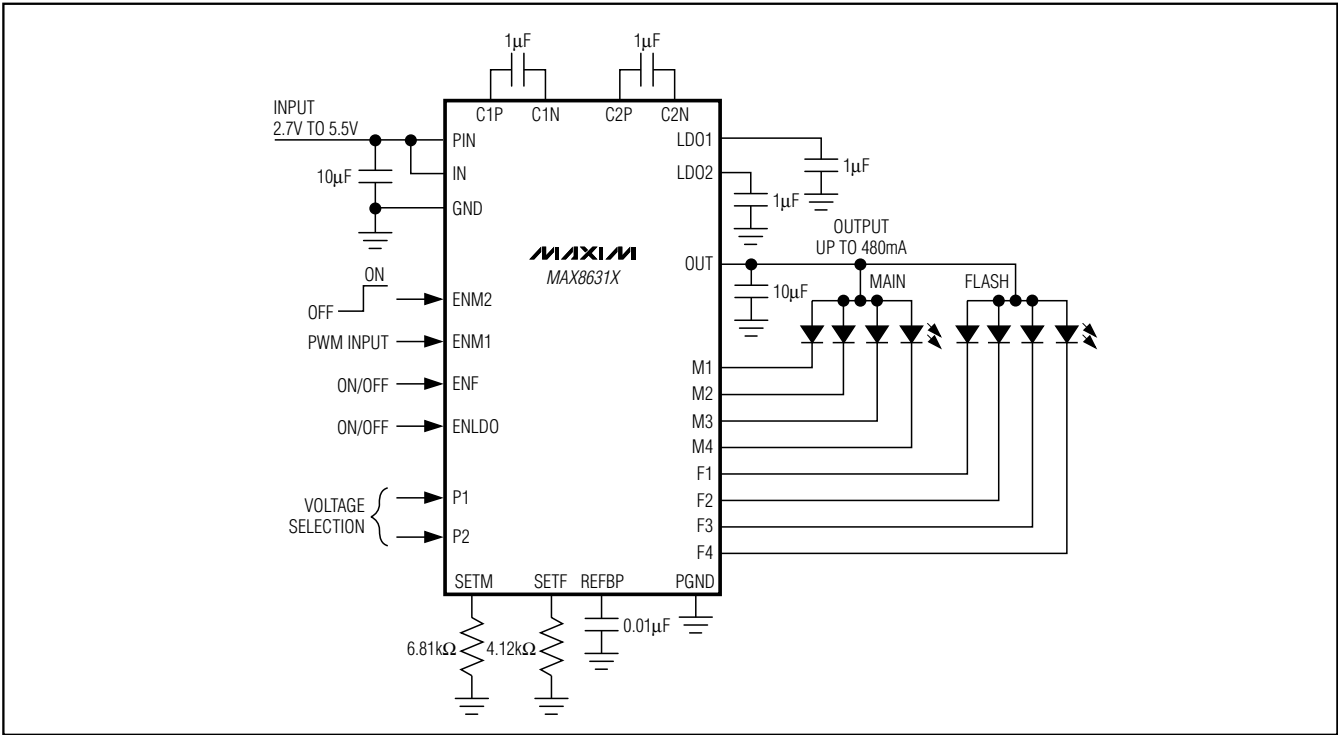 1µF
1µF
C1P
C1N
C2P
C2N
INPUT
2.7V TO 5.5V
PIN
IN
10µF
GND
LDO1
LDO2
1µF
1µF
MAXIM
MAX8631X
OUTPUT
UP TO 480mA
OUT
10µF
MAIN
FLASH
ON
OFF
ENM2
PWM INPUT
ENM1
ON/OFF
ENF
ON/OFF
ENLDO
VOLTAGE
SELECTION
P1
P2
M1
M2
M3
M4
F1
F2
F3
F4
SETM
SETF
REFBP
PGND
6.81kΩ
4.12kΩ
0.01µF